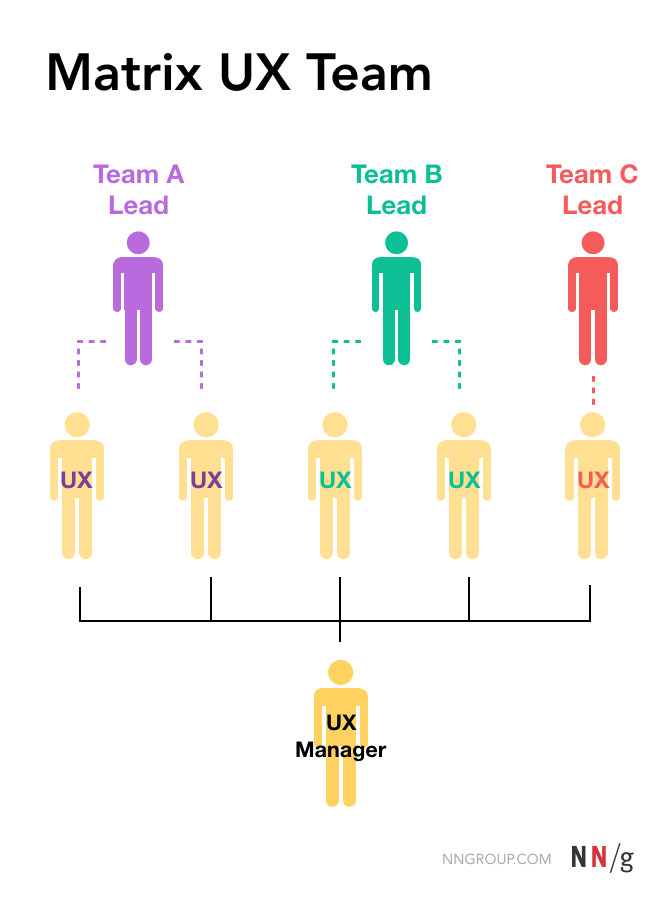 Matrix UX Team
Team A
Lead
Team B
Lead
Team C
Lead
UX
UX
UX
UX
UX
UX
Manager
NNGROUP.COM
NN/g